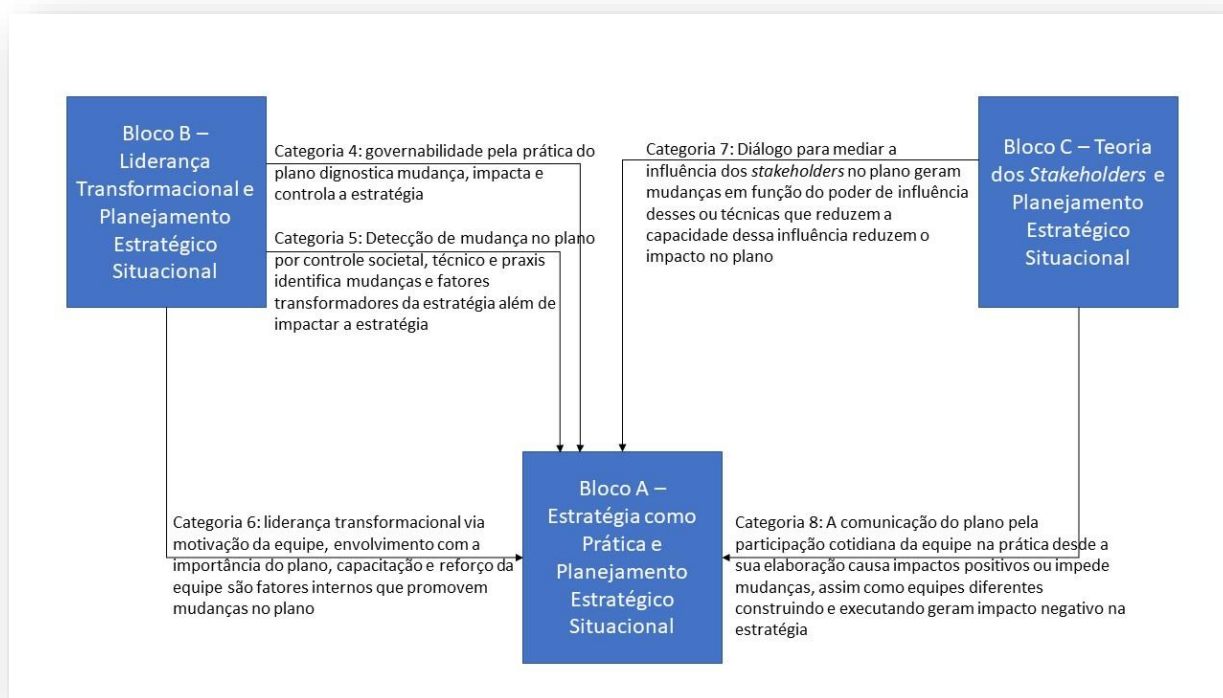 Bloco B –
Liderança
Transformacional e
Planejamento
Estratégico
Situacional
Categoria 4: governabilidade pela prática do
plano dignostica mudança, impacta e
controla a estratégia
Categoria 5: Detecção de mudança no plano
por controle societal, técnico e praxis
identifica mudanças e fatores
transformadores da estratégia além de
impactar a estratégia
Categoria 7: Diálogo para mediar a
influência dos stakeholders no plano geram
mudanças em função do poder de influência
desses ou técnicas que reduzem a
capacidade dessa influência reduzem o
impacto no plano
Bloco C – Teoria
dos Stakeholders e
Planejamento
Estratégico
Situacional
Categoria 6: liderança transformacional via
motivação da equipe, envolvimento com a
importância do plano, capacitação e reforço da
equipe são fatores internos que promovem
mudanças no plano
Bloco A –
Estratégia como
Prática e
Planejamento
Estratégico
Situacional
Categoria 8: A comunicação do plano pela
participação cotidiana da equipe na prática desde a
sua elaboração causa impactos positivos ou impede
mudanças, assim como equipes diferentes
construindo e executando geram impacto negativo na
estratégia